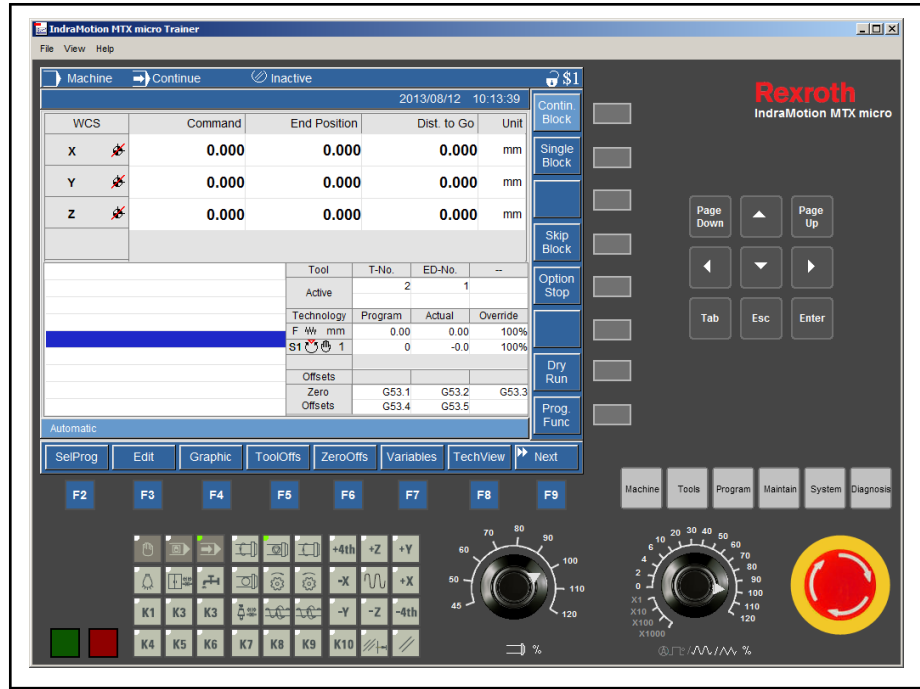 IndraMotion MTX micro Trainer
File View Help
Machine Continue Inactive $1
2013/08/12 10:13:39
WCS Command End Position Dist. to Go Unit
X 0.000 0.000 0.000 mm
Y 0.000 0.000 0.000 mm
Z 0.000 0.000 0.000 mm
Tool T-No. ED-No. --
Active 2 1
Technology Program Actual Override
F mm 0.00 0.00 100%
S1 1 0 -0.0 100%
Offsets
Zero Offsets G53.1 G53.2 G53.3
G53.4 G53.5
Automatic
Contin.
Block
Single
Block
Skip
Block
Option
Stop
Dry
Run
Prog.
Func
SelProg Edit Graphic ToolOffs ZeroOffs Variables TechView Next
F2 F3 F4 F5 F6 F7 F8 F9
Rexroth
IndraMotion MTX micro
Page Down Page Up
Tab Esc Enter
Machine Tools Program Maintain System Diagnosis
+4th +Z +Y
-X +X
K1 K3 K3 -Y -Z -4th
K4 K5 K6 K7 K8 K9 K10
45 50 60 70 80 90 100 110 120
%
X1000 X100 X10 X1 0 2 4 6 10 20 30 40 50 60 70 80 90 100 110 120
%